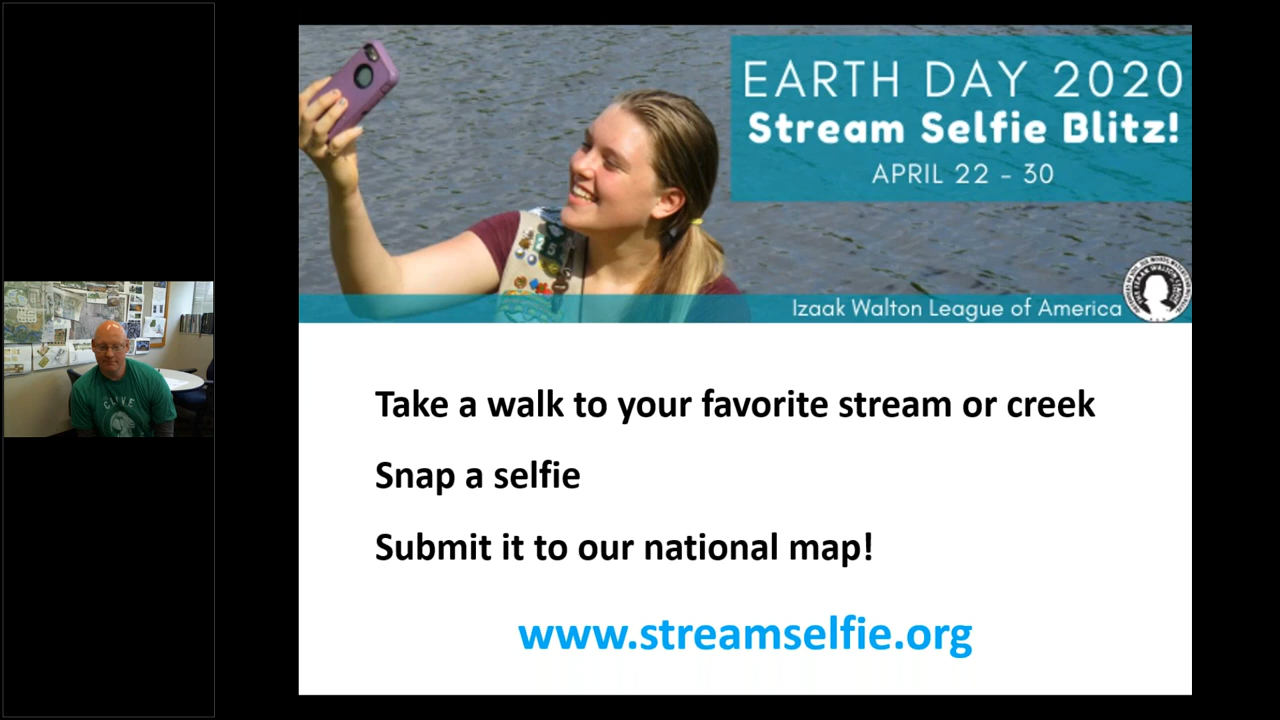 EARTH DAY 2020
Stream Selfie Blitz!
APRIL 22 – 30
Izaak Walton League of America
CLIVE
Take a walk to your favorite stream or creek
Snap a selfie
Submit it to our national map!
www.streamselfie.org